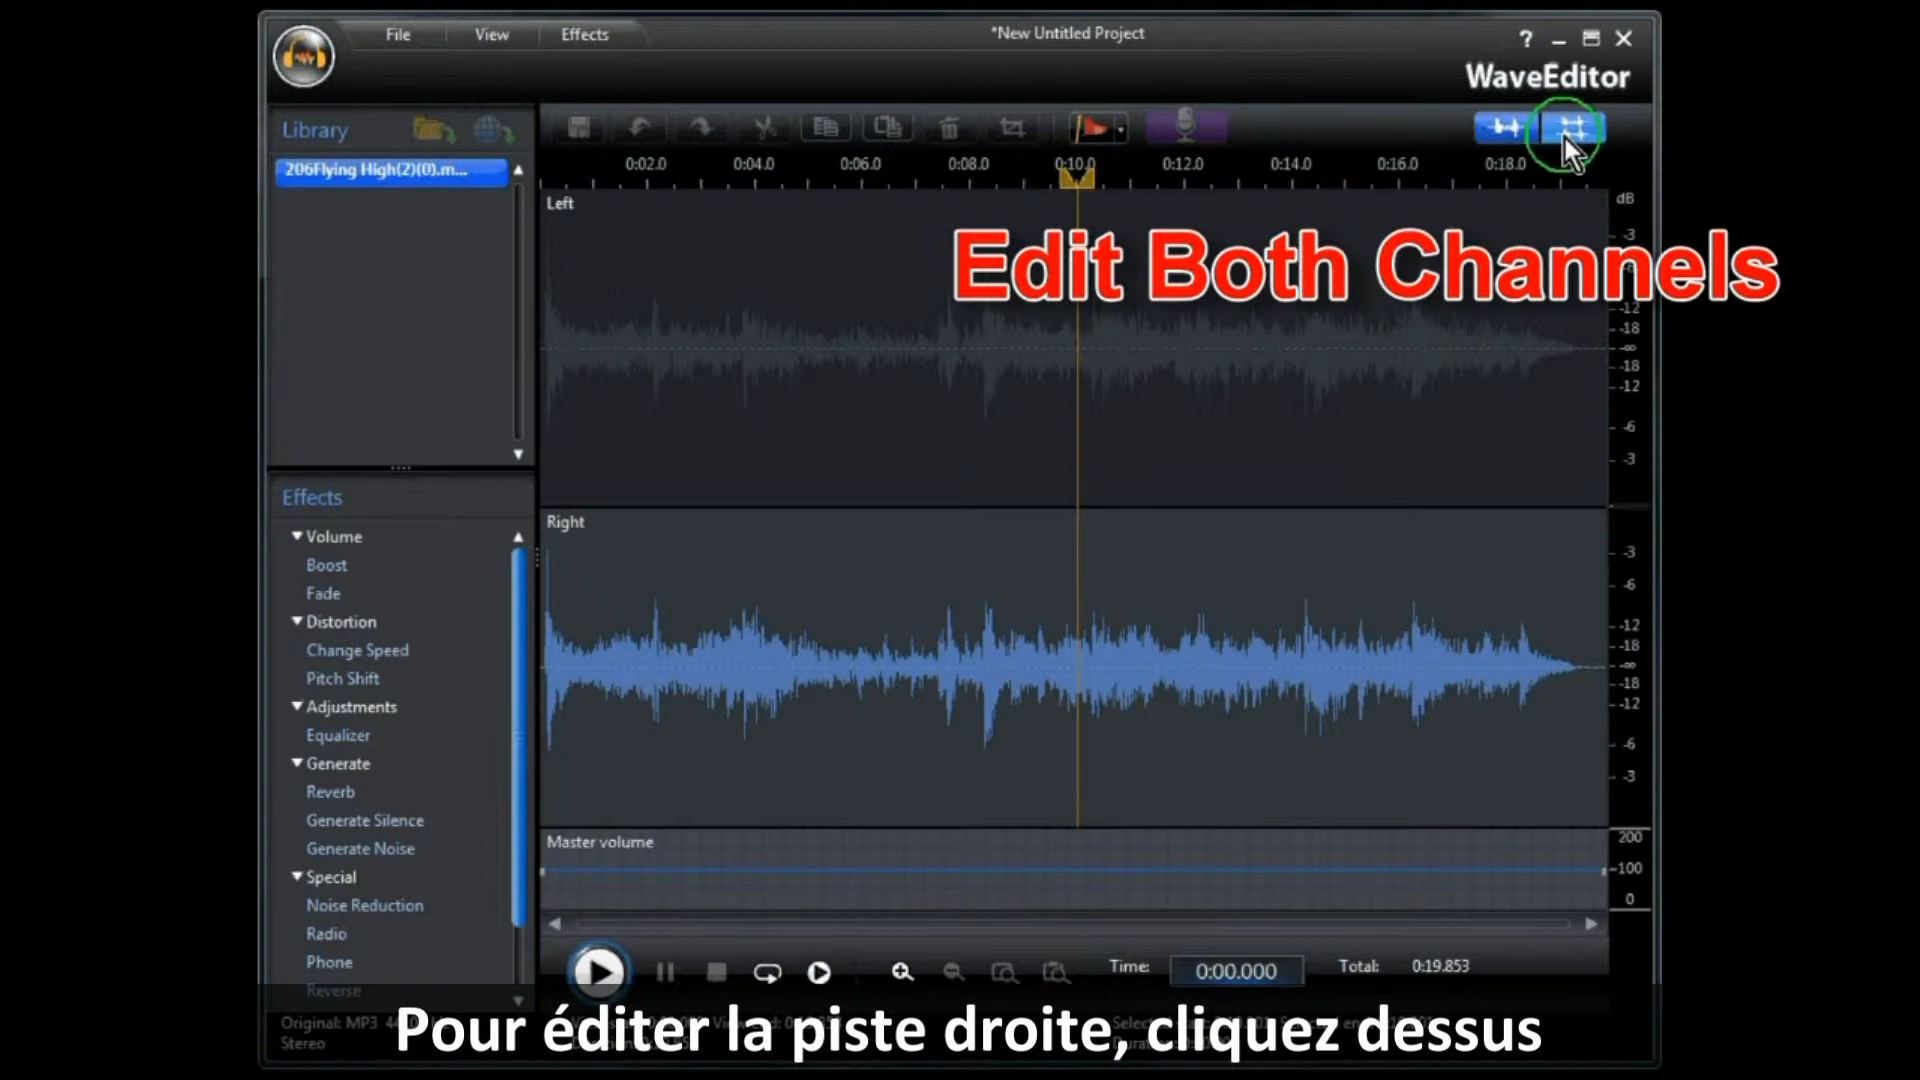 File View Effects
*New Untitled Project
?
WaveEditor
Library
206Flying High(2)(0).m...
0:02.0 0:04.0 0:06.0 0:08.0 0:10.0 0:12.0 0:14.0 0:16.0 0:18.0
Left
dB
-3
Edit Both Channels
-12
-18
-∞
-18
-12
-6
-3
Effects
Volume
Boost
Fade
Distortion
Change Speed
Pitch Shift
Adjustments
Equalizer
Generate
Reverb
Generate Silence
Generate Noise
Special
Noise Reduction
Radio
Phone
Reverse
Right
-3
-6
-12
-18
-∞
-18
-12
-6
-3
Master volume
200
-100
0
Time: 0:00.000 Total: 0:19.853
Original: MP3
Stereo
Pour éditer la piste droite, cliquez dessus